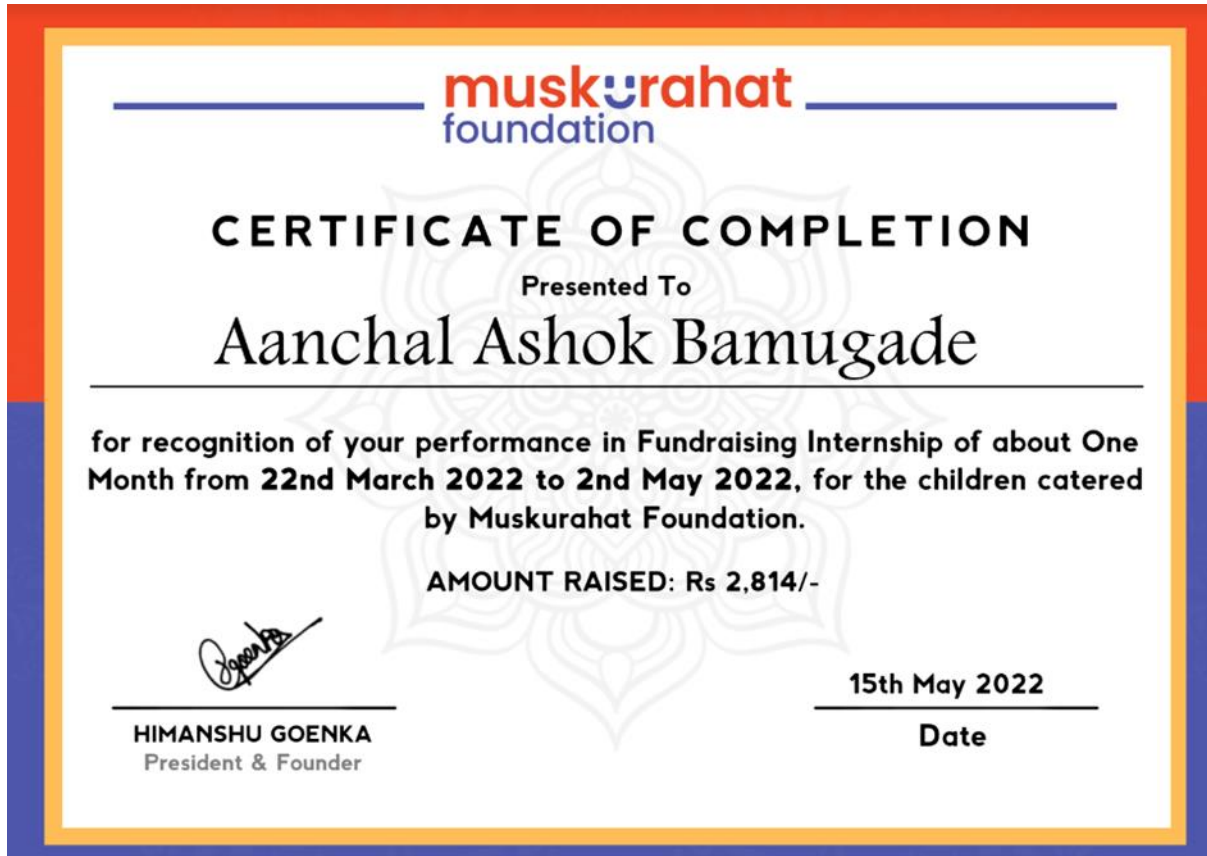 muskurahat
foundation
CERTIFICATE OF COMPLETION
Presented To
Aanchal Ashok Bamugade
for recognition of your performance in Fundraising Internship of about One
Month from 22nd March 2022 to 2nd May 2022, for the children catered
by Muskurahat Foundation.
AMOUNT RAISED: Rs 2,814/-
Goenka
15th May 2022
HIMANSHU GOENKA
Date
President & Founder